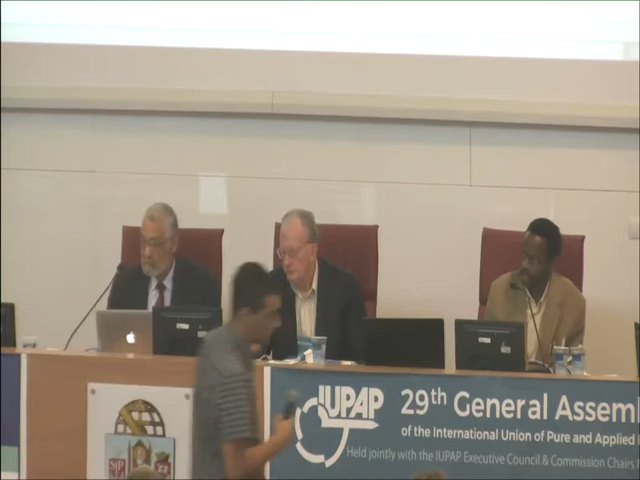 IUPAP
29th General Assem
of the International Union of Pure and Applied
Held jointly with the IUPAP Executive Council & Commission Chairs